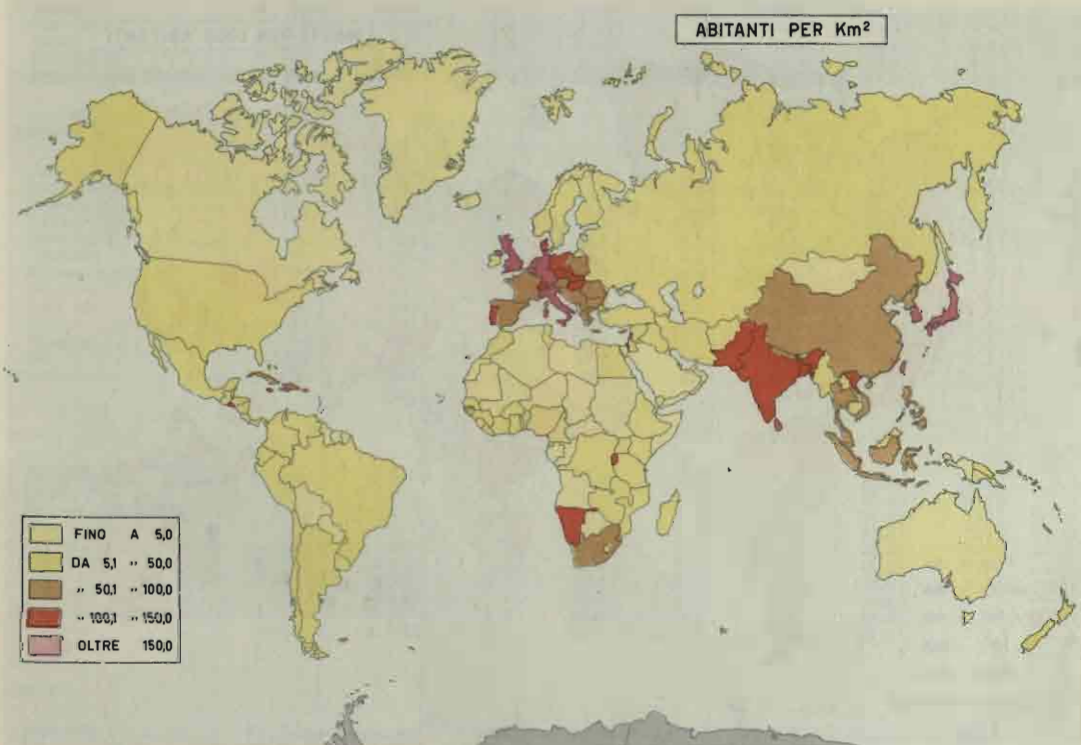 ABITANTI PER Km²
FINO A 5,0
DA 5,1 „ 50,0
„ 50,1 „ 100,0
„ 100,1 „ 150,0
OLTRE 150,0